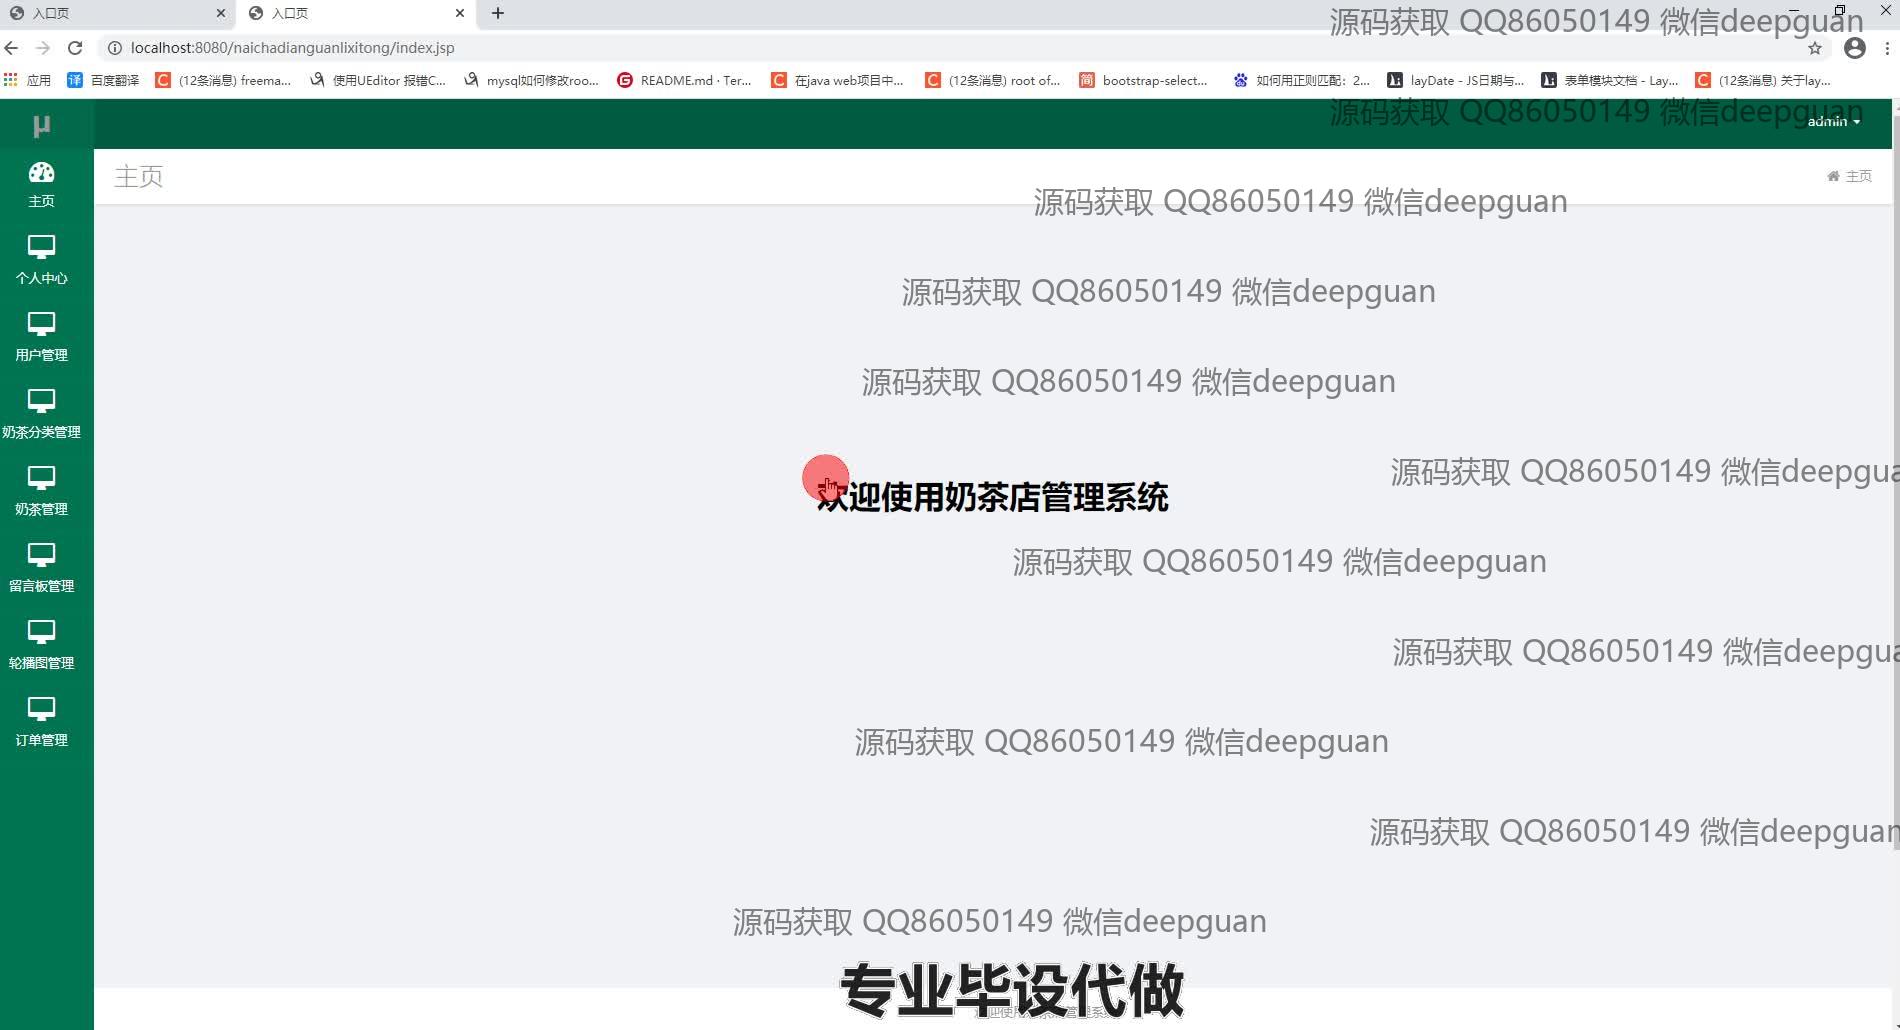 入口页
入口页
源码获取 QQ86050149 微信deepguan
localhost:8080/naichadianguanlixitong/index.jsp
应用
百度翻译
(12条消息) freema...
使用UEditor 报错C...
mysql如何修改roo...
README.md · Ter...
在java web项目中...
(12条消息) root of...
bootstrap-select...
如何用正则匹配：2...
layDate - JS日期与...
表单模块文档 - Lay...
(12条消息) 关于lay...
μ
源码获取 QQ86050149 微信deepguan
admin
主页
主页
主页
源码获取 QQ86050149 微信deepguan
个人中心
源码获取 QQ86050149 微信deepguan
用户管理
源码获取 QQ86050149 微信deepguan
奶茶分类管理
源码获取 QQ86050149 微信deepgua
欢迎使用奶茶店管理系统
奶茶管理
源码获取 QQ86050149 微信deepguan
留言板管理
源码获取 QQ86050149 微信deepgua
轮播图管理
源码获取 QQ86050149 微信deepguan
订单管理
源码获取 QQ86050149 微信deepguan
源码获取 QQ86050149 微信deepguan
专业毕设代做